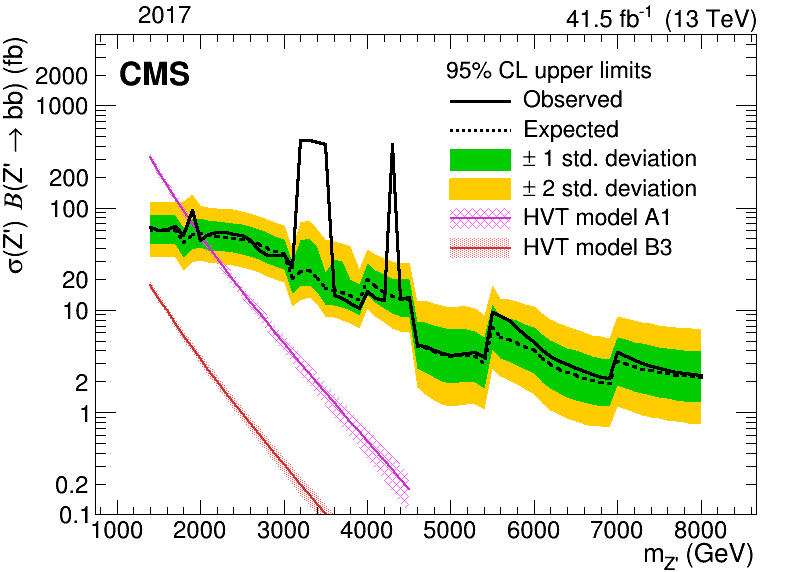 2017
41.5 fb⁻¹ (13 TeV)
CMS
95% CL upper limits
Observed
Expected
± 1 std. deviation
± 2 std. deviation
HVT model A1
HVT model B3
σ(Z') B(Z' → bb) (fb)
2000
1000
200
100
20
10
2
1
0.2
0.1
1000 2000 3000 4000 5000 6000 7000 8000
m_Z' (GeV)